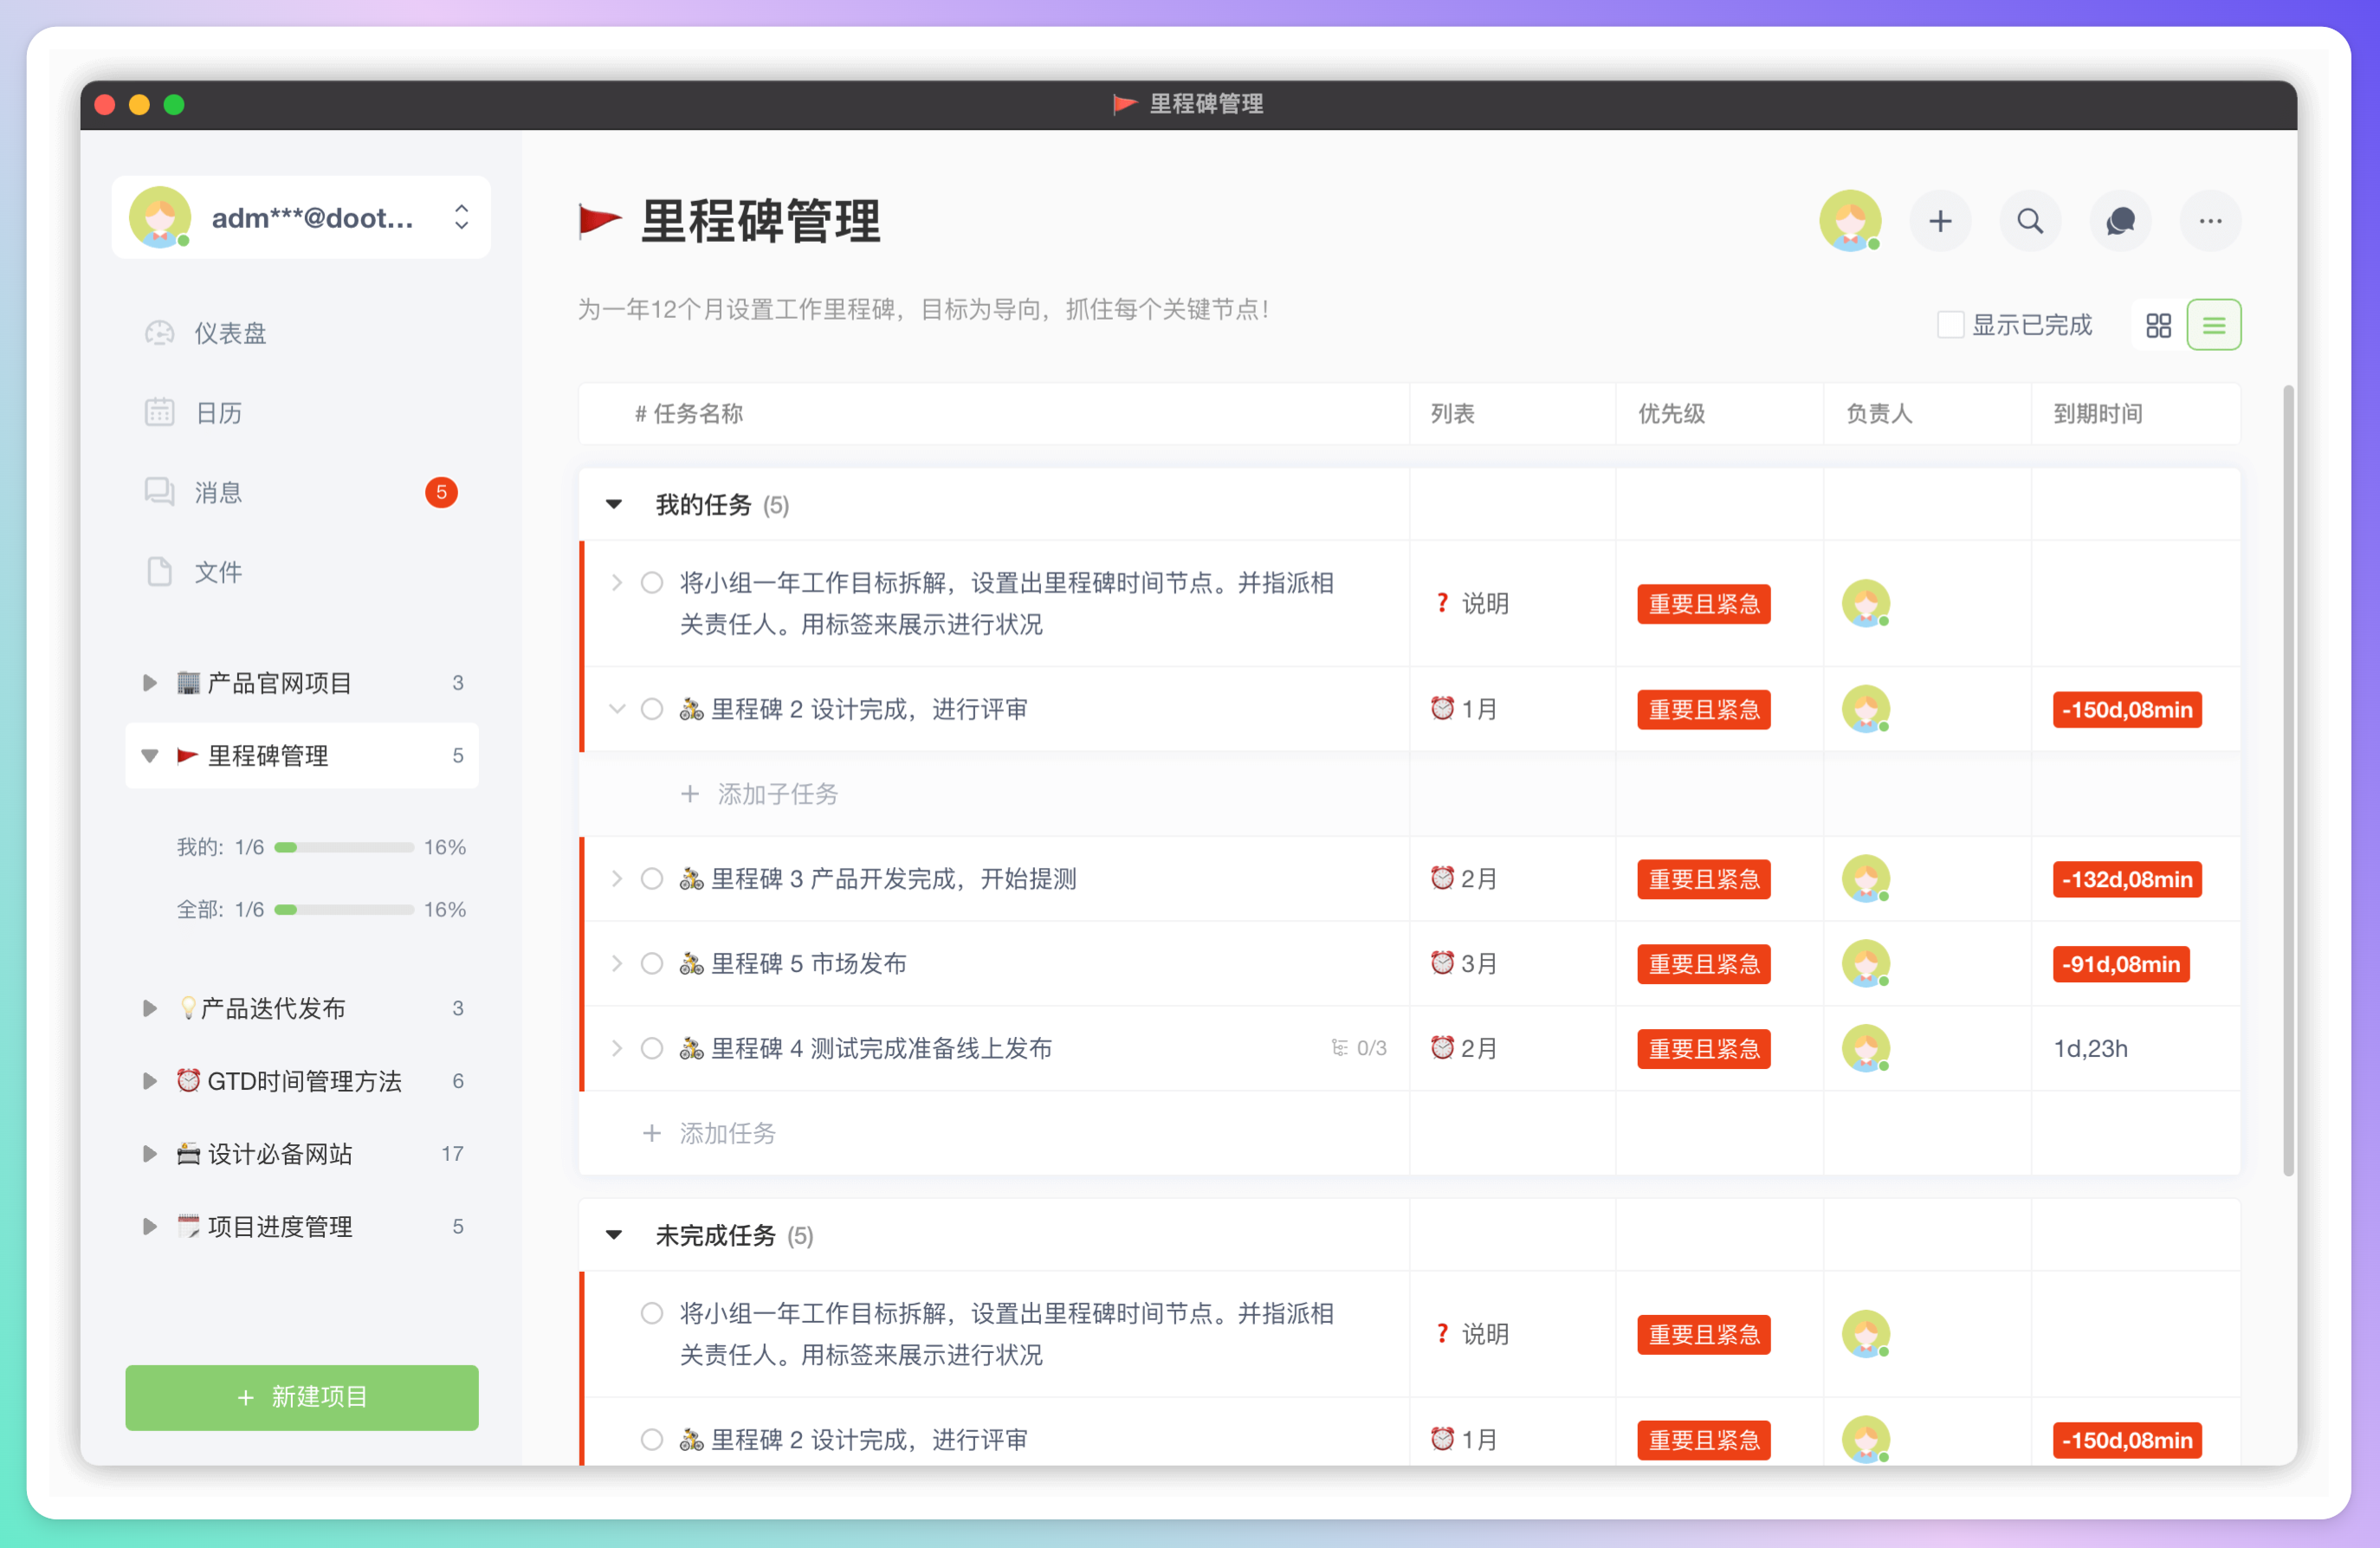 里程碑管理
adm***@doot...
仪表盘
日历
消息 5
文件
产品官网项目 3
里程碑管理 5
我的: 1/6 16%
全部: 1/6 16%
产品迭代发布 3
GTD时间管理方法 6
设计必备网站 17
项目进度管理 5
+ 新建项目
里程碑管理
为一年12个月设置工作里程碑，目标为导向，抓住每个关键节点！
显示已完成
# 任务名称 列表 优先级 负责人 到期时间
我的任务 (5)
将小组一年工作目标拆解，设置出里程碑时间节点。并指派相
关责任人。用标签来展示进行状况
? 说明 重要且紧急
里程碑 2 设计完成，进行评审 1月 重要且紧急 -150d,08min
+ 添加子任务
里程碑 3 产品开发完成，开始提测 2月 重要且紧急 -132d,08min
里程碑 5 市场发布 3月 重要且紧急 -91d,08min
里程碑 4 测试完成准备线上发布 0/3 2月 重要且紧急 1d,23h
+ 添加任务
未完成任务 (5)
将小组一年工作目标拆解，设置出里程碑时间节点。并指派相
关责任人。用标签来展示进行状况
? 说明 重要且紧急
里程碑 2 设计完成，进行评审 1月 重要且紧急 -150d,08min